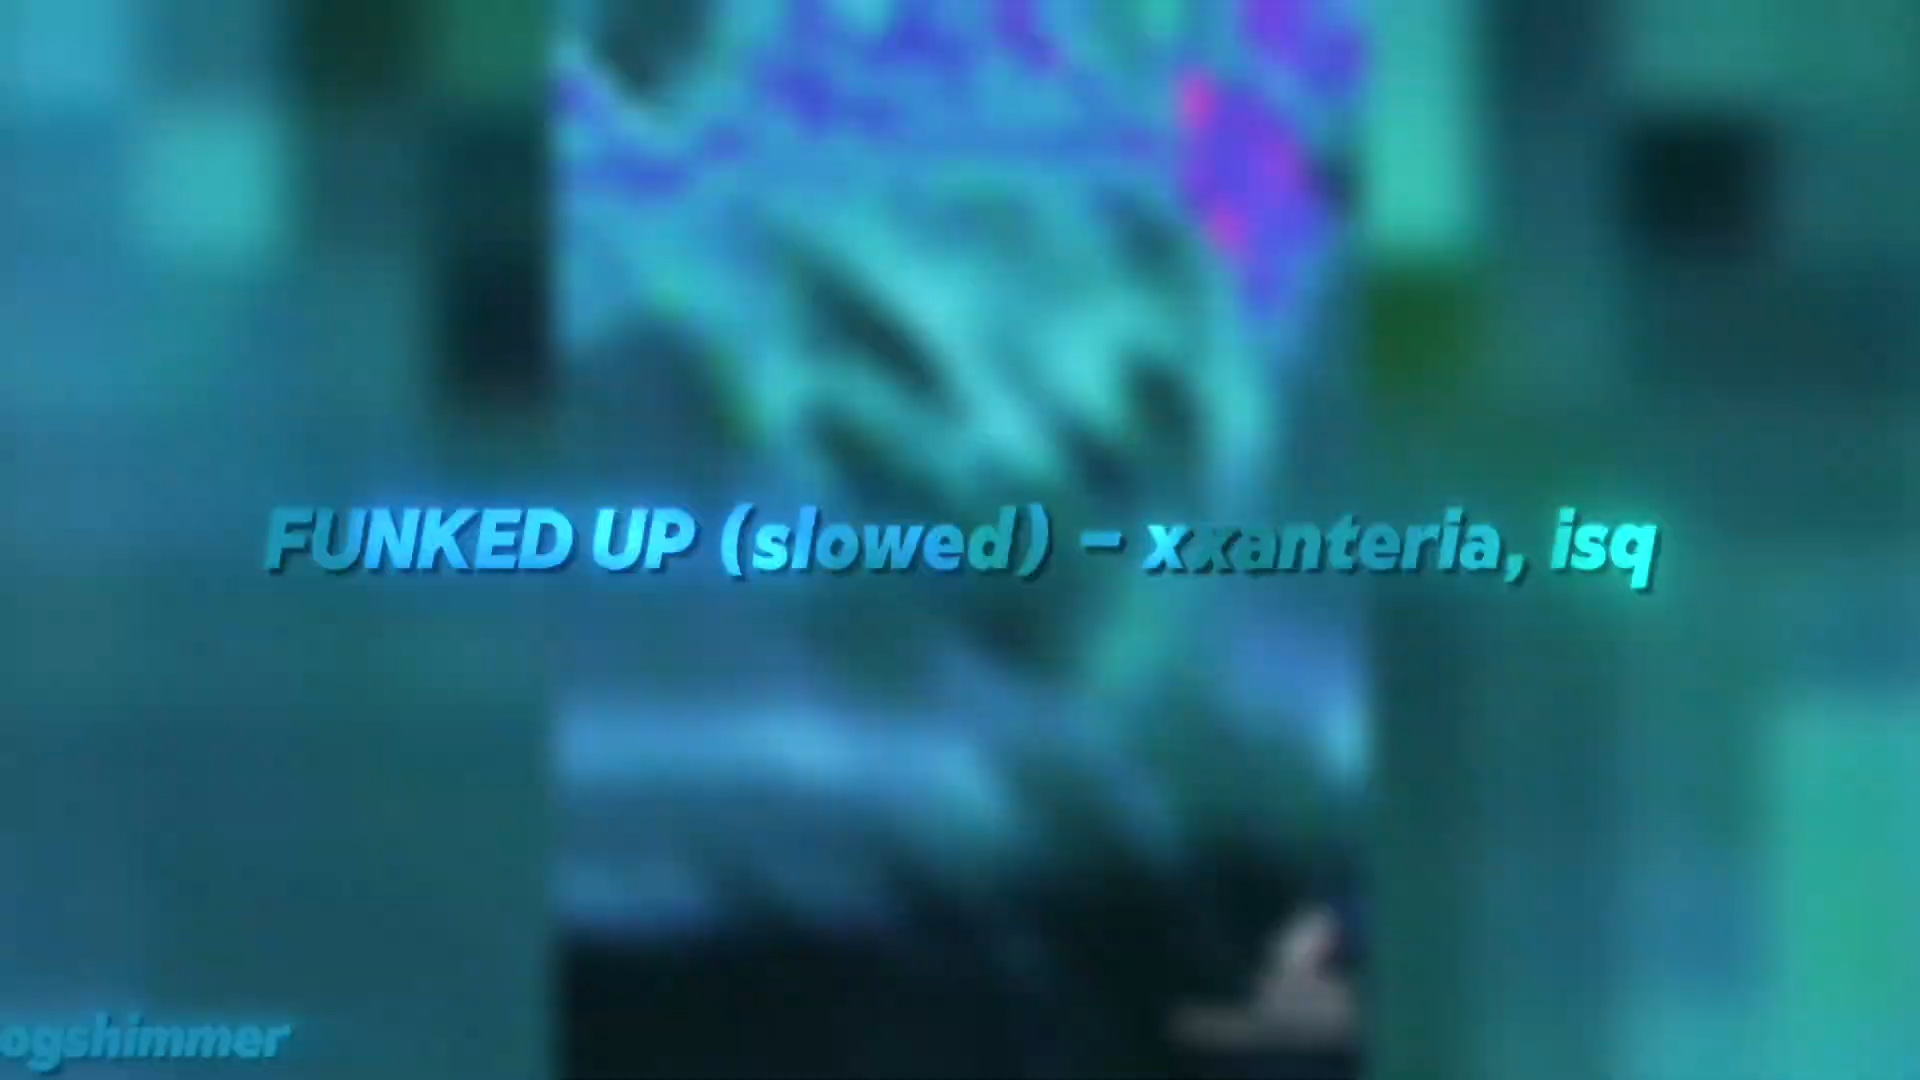 FUNKED UP (slowed) – xxanteria, isq
ogshimmer